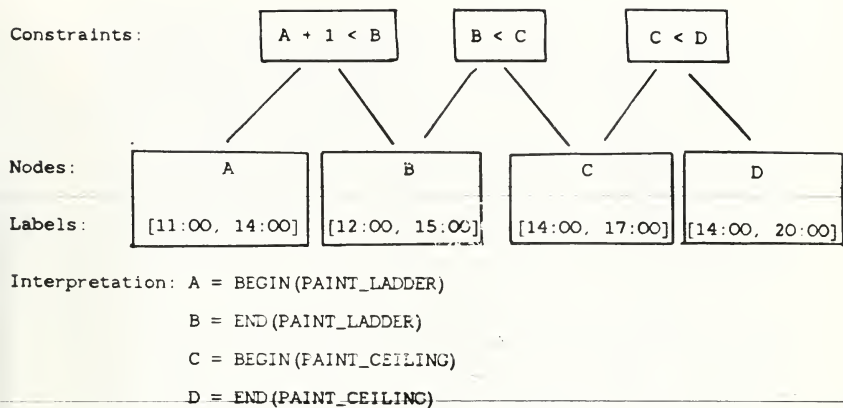 Constraints: A + 1 < B B < C C < D
Nodes: A B C D
Labels: [11:00, 14:00] [12:00, 15:00] [14:00, 17:00] [14:00, 20:00]
Interpretation: A = BEGIN(PAINT_LADDER)
B = END(PAINT_LADDER)
C = BEGIN(PAINT_CEILING)
D = END(PAINT_CEILING)